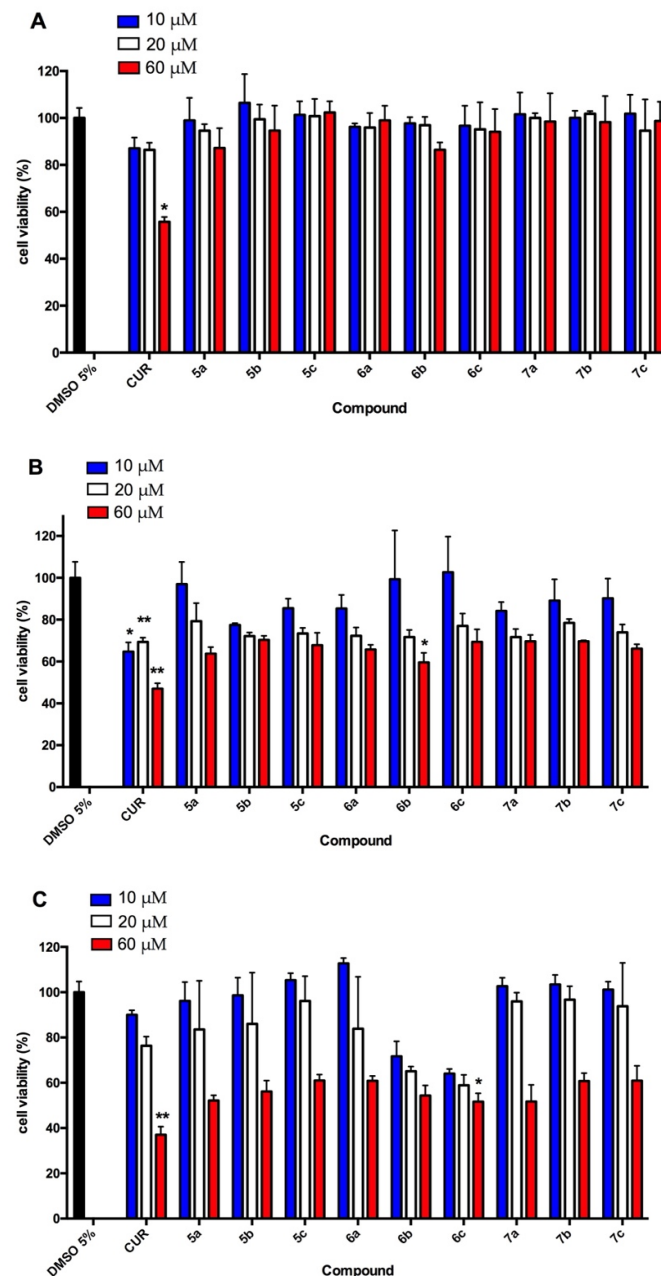 A
10 µM
20 µM
60 µM
cell viability (%)
120
100
80
60
40
20
0
*
DMSO 5%
CUR
5a
5b
5c
6a
6b
6c
7a
7b
7c
Compound
B
10 µM
20 µM
60 µM
cell viability (%)
120
100
80
60
40
20
0
*
**
**
*
DMSO 5%
CUR
5a
5b
5c
6a
6b
6c
7a
7b
7c
Compound
C
10 µM
20 µM
60 µM
cell viability (%)
120
100
80
60
40
20
0
**
*
DMSO 5%
CUR
5a
5b
5c
6a
6b
6c
7a
7b
7c
Compound